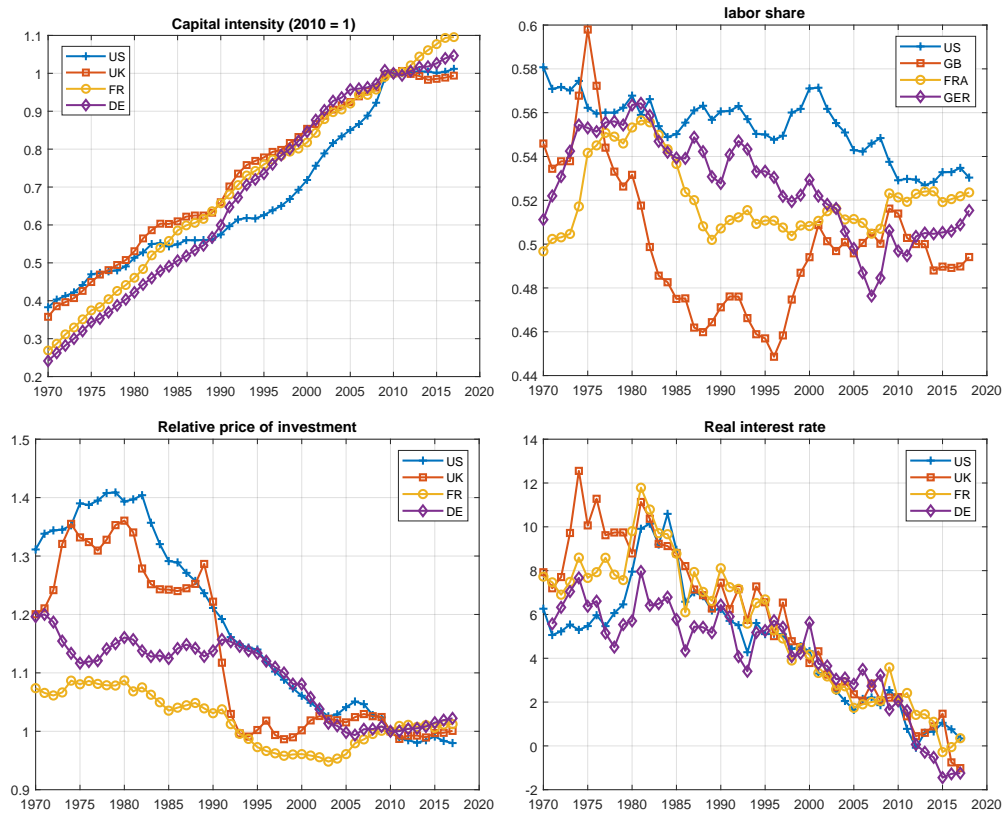 Capital intensity (2010 = 1)
1.1
1
0.9
0.8
0.7
0.6
0.5
0.4
0.3
0.2
1970 1975 1980 1985 1990 1995 2000 2005 2010 2015 2020
US
UK
FR
DE
labor share
0.6
0.58
0.56
0.54
0.52
0.5
0.48
0.46
0.44
1970 1975 1980 1985 1990 1995 2000 2005 2010 2015 2020
US
GB
FRA
GER
Relative price of investment
1.5
1.4
1.3
1.2
1.1
1
0.9
1970 1975 1980 1985 1990 1995 2000 2005 2010 2015 2020
US
UK
FR
DE
Real interest rate
14
12
10
8
6
4
2
0
-2
1970 1975 1980 1985 1990 1995 2000 2005 2010 2015 2020
US
UK
FR
DE